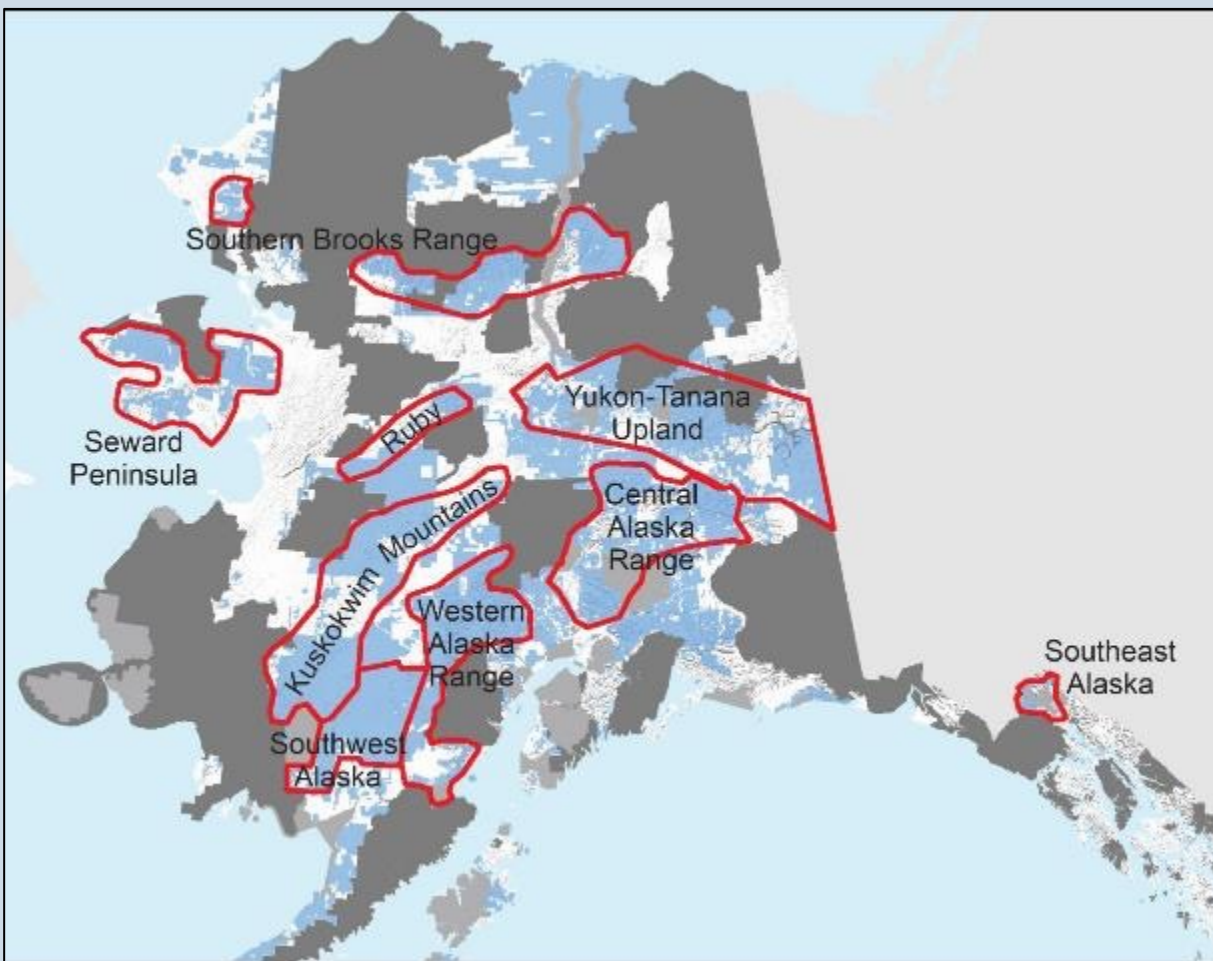 Southern Brooks Range
Seward
Peninsula
Ruby
Yukon-Tanana
Upland
Kuskokwim Mountains
Central
Alaska
Range
Western
Alaska
Range
Southwest
Alaska
Southeast
Alaska